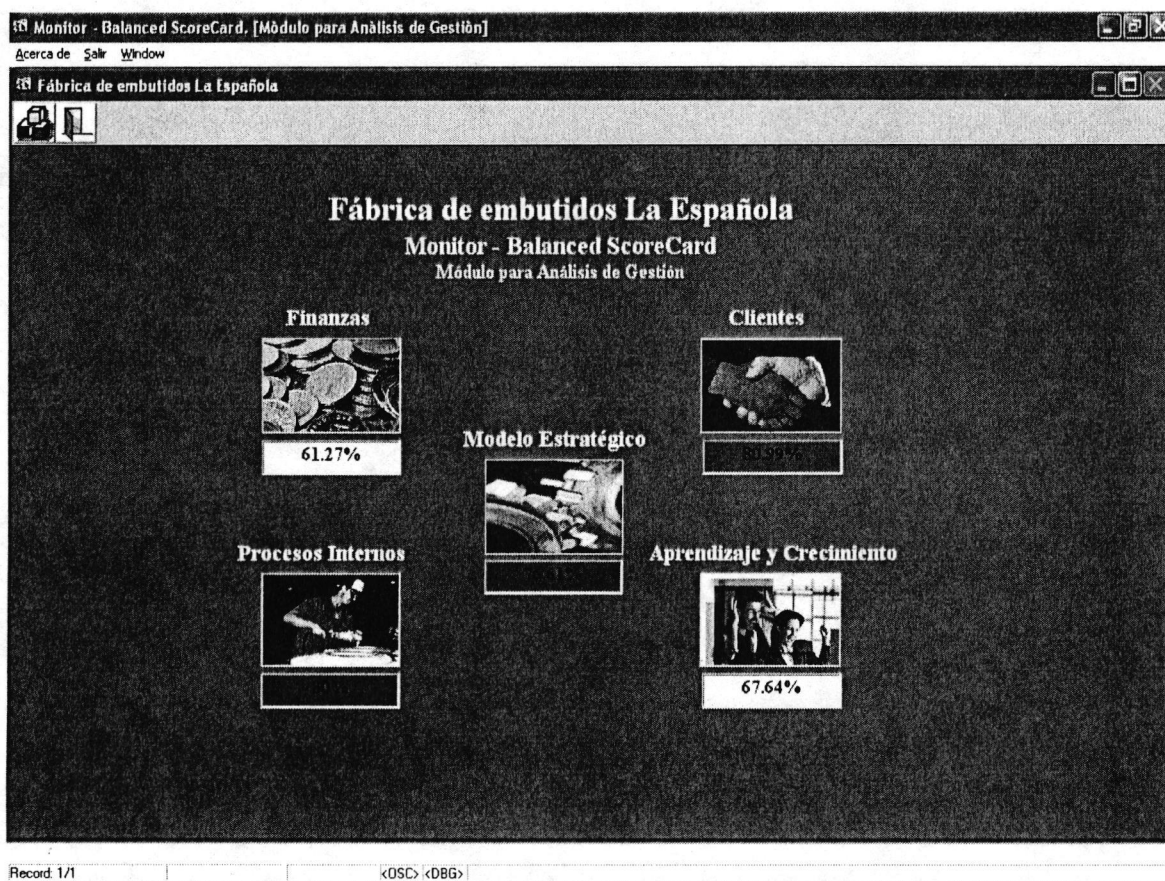 Monitor - Balanced ScoreCard. [Mòdulo para Anàlisis de Gestiòn]
Acerca de Salir Window
Fábrica de embutidos La Española
Fábrica de embutidos La Española
Monitor - Balanced ScoreCard
Módulo para Análisis de Gestión
Finanzas
Clientes
61.27%
80.99%
Modelo Estratégico
Procesos Internos
Aprendizaje y Crecimiento
67.64%
Record: 1/1
<OSC> <DBG>